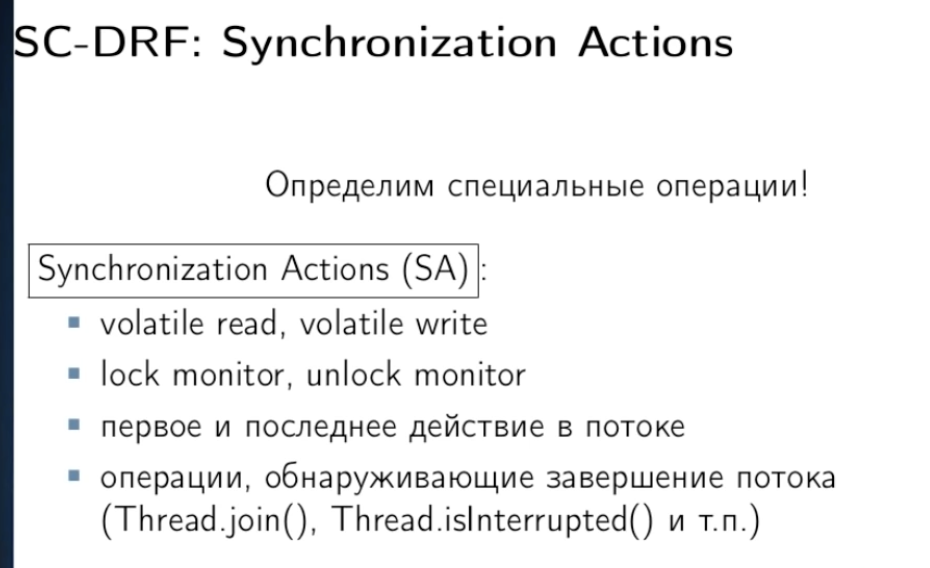 SC-DRF: Synchronization Actions
Определим специальные операции!
Synchronization Actions (SA):
▪ volatile read, volatile write
▪ lock monitor, unlock monitor
▪ первое и последнее действие в потоке
▪ операции, обнаруживающие завершение потока
(Thread.join(), Thread.isInterrupted() и т.п.)